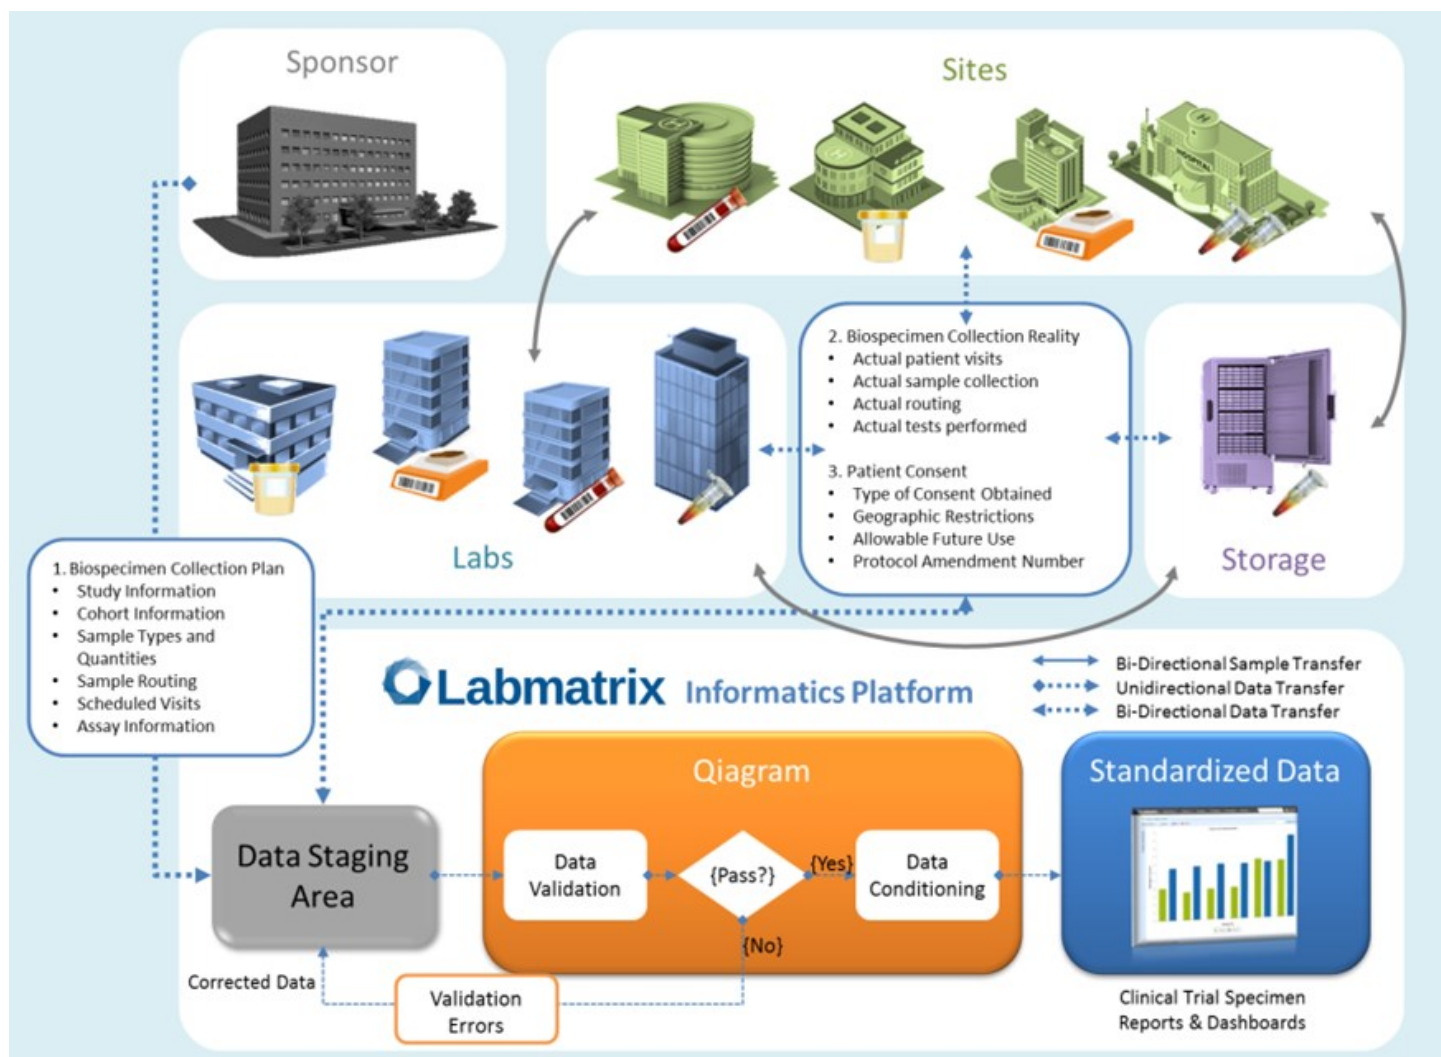 Sponsor
Sites
HOSPITAL
H
H
H
Labs
Storage
2. Biospecimen Collection Reality
• Actual patient visits
• Actual sample collection
• Actual routing
• Actual tests performed
3. Patient Consent
• Type of Consent Obtained
• Geographic Restrictions
• Allowable Future Use
• Protocol Amendment Number
1. Biospecimen Collection Plan
• Study Information
• Cohort Information
• Sample Types and
Quantities
• Sample Routing
• Scheduled Visits
• Assay Information
Labmatrix Informatics Platform
Bi-Directional Sample Transfer
Unidirectional Data Transfer
Bi-Directional Data Transfer
Qiagram
Standardized Data
Data Staging
Area
Data
Validation
{Pass?}
{Yes}
Data
Conditioning
{No}
Corrected Data
Validation
Errors
Clinical Trial Specimen
Reports & Dashboards